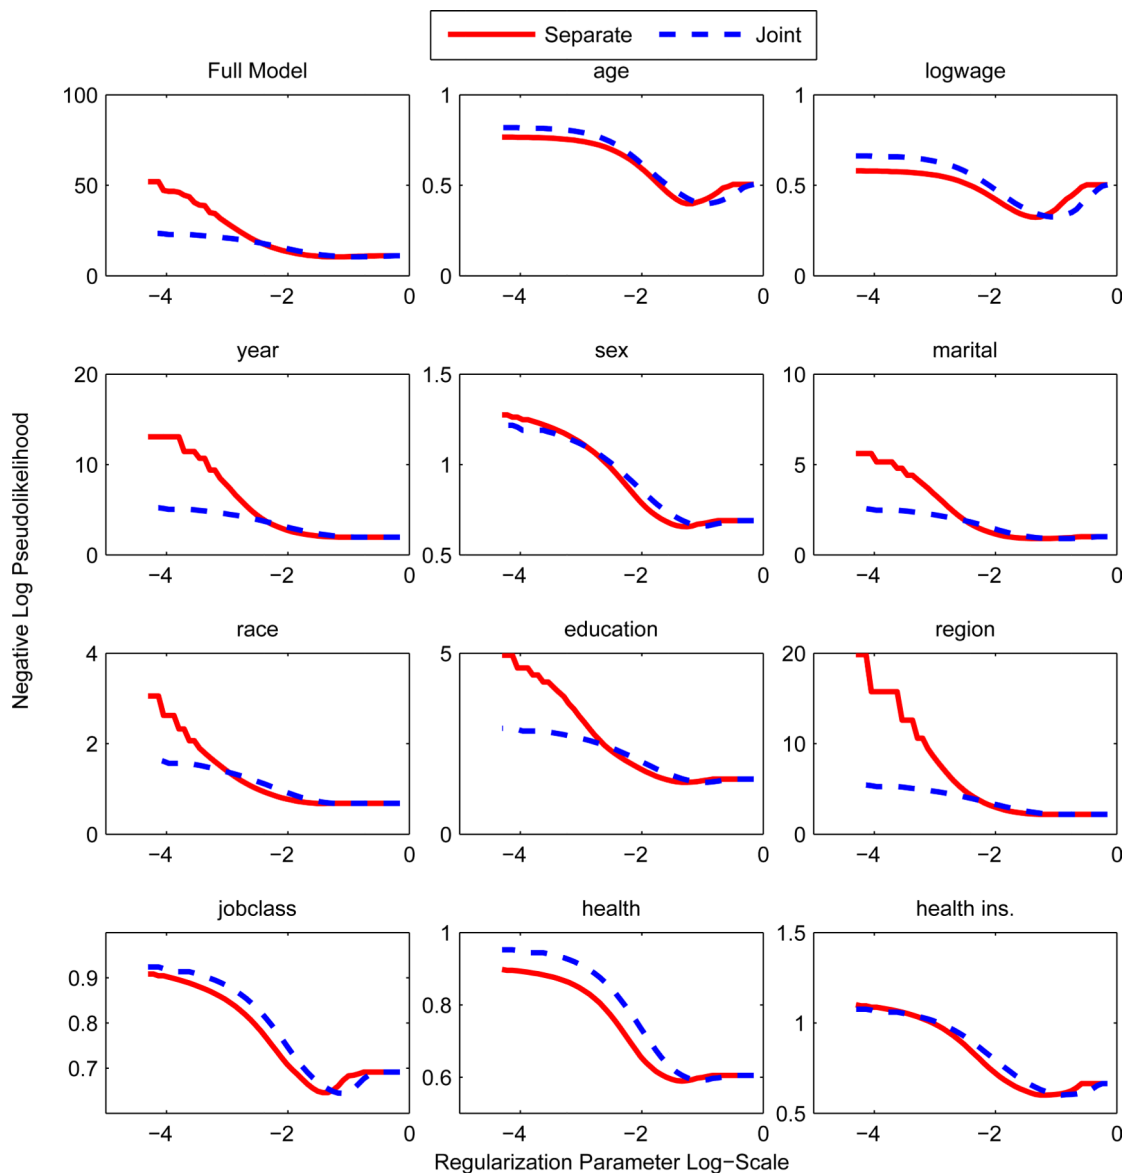 Separate Joint
Full Model age logwage
100 1 1
50 0.5 0.5
0 0 0
−4 −2 0 −4 −2 0 −4 −2 0
year sex marital
20 1.5 10
10 1 5
0 0.5 0
−4 −2 0 −4 −2 0 −4 −2 0
Negative Log Pseudolikelihood
race education region
4 5 20
2 10
0 0 0
−4 −2 0 −4 −2 0 −4 −2 0
jobclass health health ins.
1 1.5
0.9
0.8 0.8 1
0.7
0.6 0.5
−4 −2 0 −4 −2 0 −4 −2 0
Regularization Parameter Log−Scale